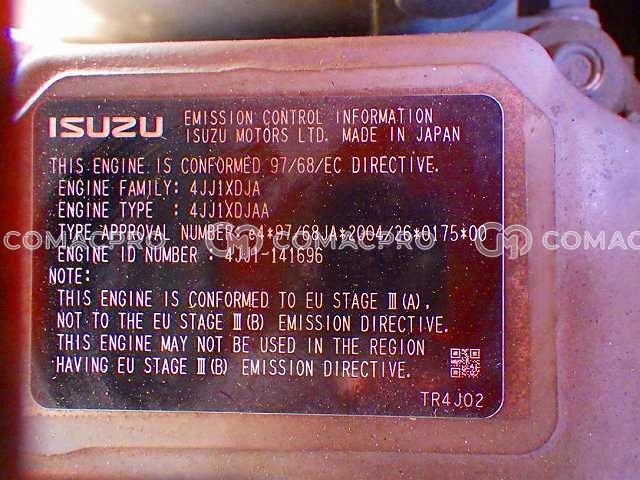 ISUZU
EMISSION CONTROL INFORMATION
ISUZU MOTORS LTD. MADE IN JAPAN
THIS ENGINE IS CONFORMED 97/68/EC DIRECTIVE.
ENGINE FAMILY: 4JJ1XDJA
ENGINE TYPE : 4JJ1XDJAA
TYPE APPROVAL NUMBER: e4*97/68JA*2004/26*0175*00
COMACPRO COMACPRO COMACPRO
ENGINE ID NUMBER : 4JJ1-141696
NOTE:
THIS ENGINE IS CONFORMED TO EU STAGE Ⅲ(A),
NOT TO THE EU STAGE Ⅲ(B) EMISSION DIRECTIVE.
THIS ENGINE MAY NOT BE USED IN THE REGION
HAVING EU STAGE Ⅲ(B) EMISSION DIRECTIVE.
TR4J02